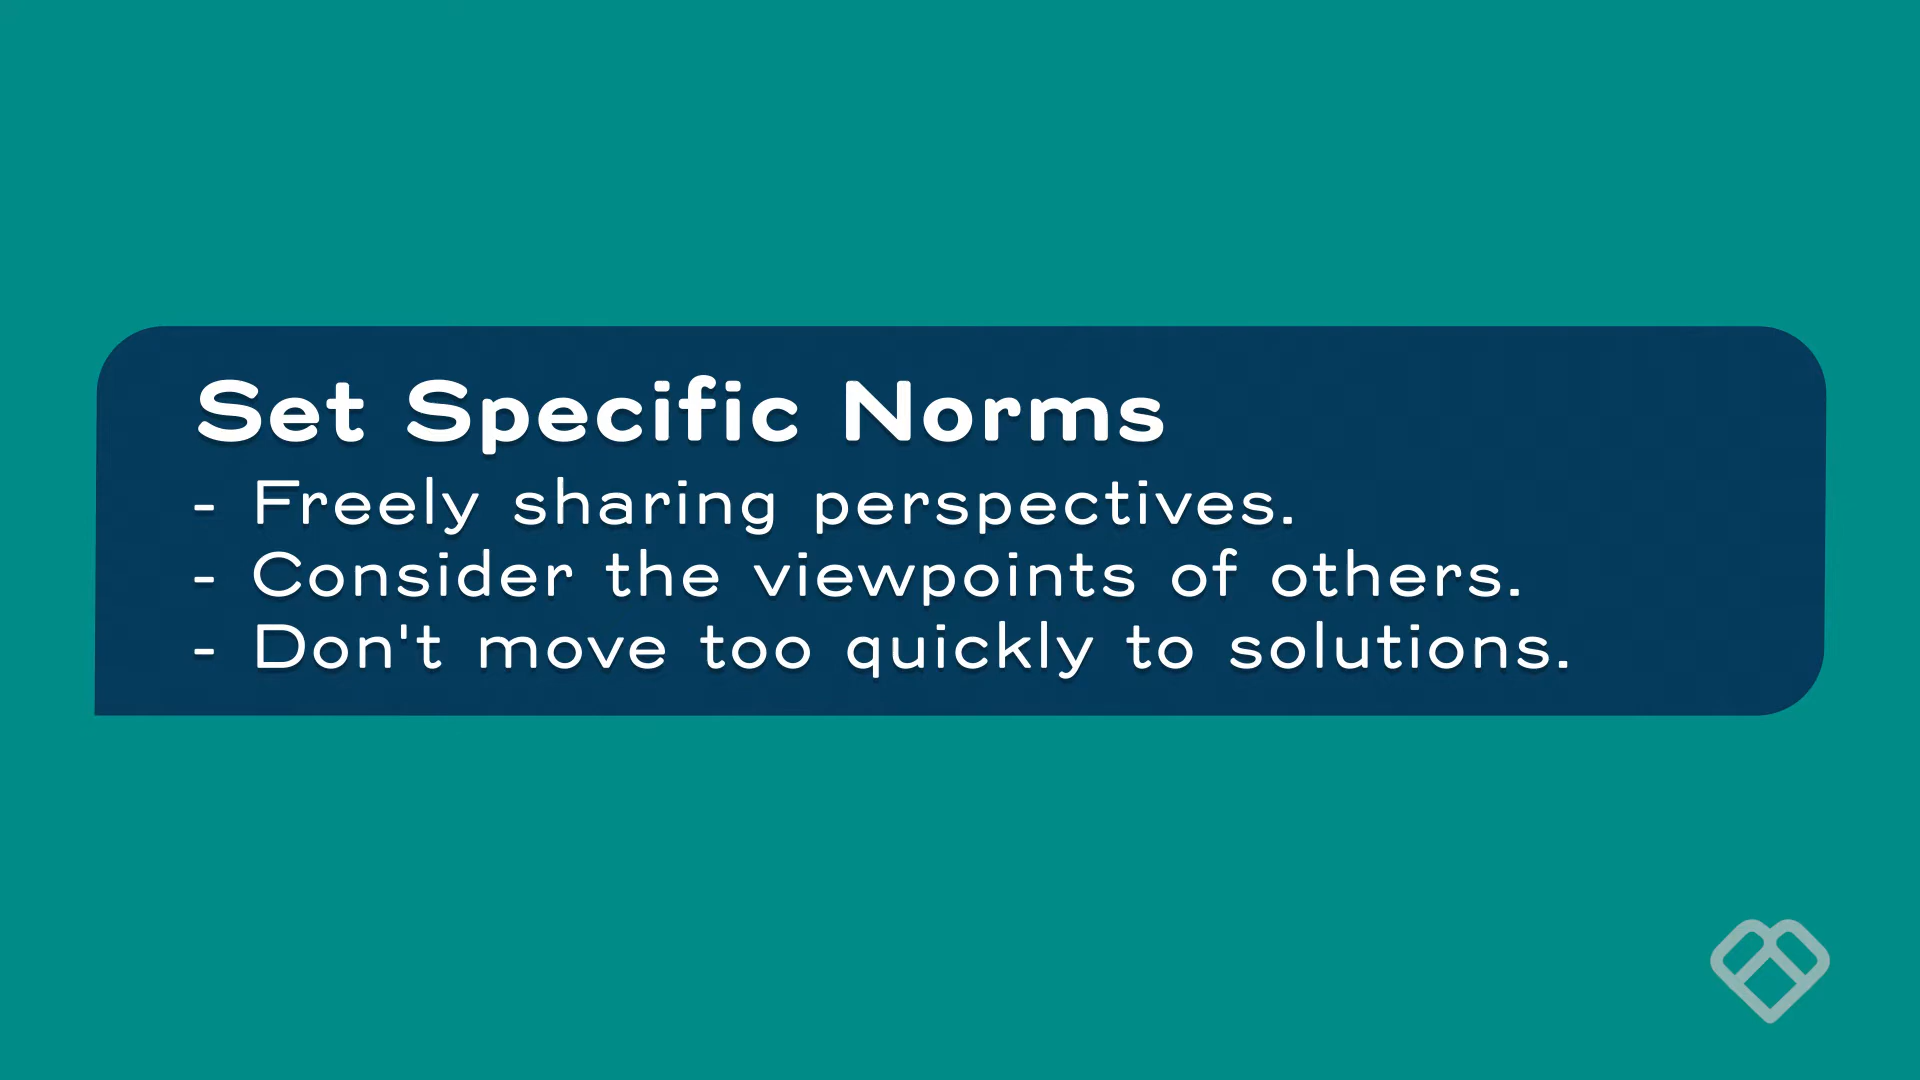 Set Specific Norms
- Freely sharing perspectives.
- Consider the viewpoints of others.
- Don't move too quickly to solutions.